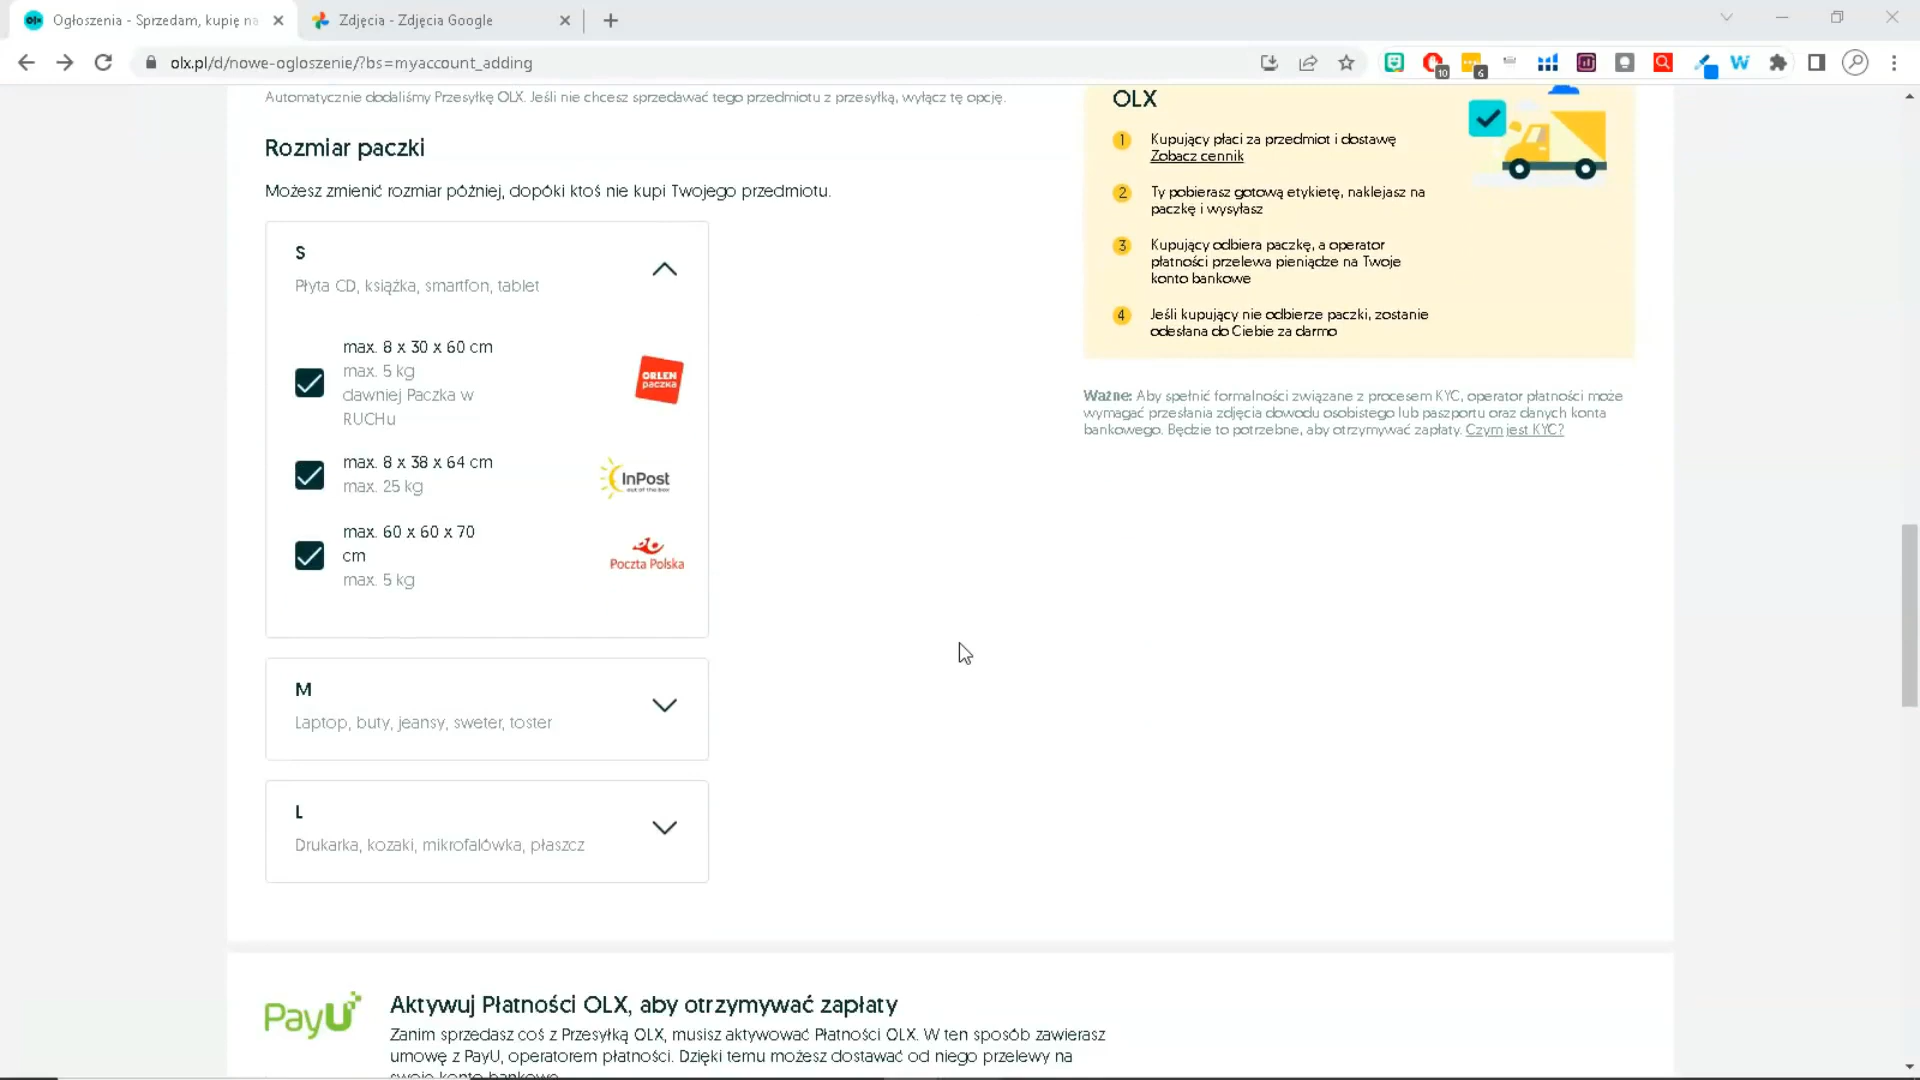 Ogłoszenia - Sprzedam, kupię na
Zdjęcia - Zdjęcia Google
olx.pl/d/nowe-ogloszenie/?bs=myaccount_adding
10
6
W
Automatycznie dodaliśmy Przesyłkę OLX. Jeśli nie chcesz sprzedawać tego przedmiotu z przesyłką, wyłącz tę opcję.
Rozmiar paczki
Możesz zmienić rozmiar później, dopóki ktoś nie kupi Twojego przedmiotu.
S
Płyta CD, książka, smartfon, tablet
max. 8 x 30 x 60 cm
max. 5 kg
dawniej Paczka w
RUCHu
ORLEN
paczka
max. 8 x 38 x 64 cm
max. 25 kg
InPost
out of the box
max. 60 x 60 x 70
cm
max. 5 kg
Poczta Polska
M
Laptop, buty, jeansy, sweter, toster
L
Drukarka, kozaki, mikrofalówka, płaszcz
OLX
1 Kupujący płaci za przedmiot i dostawę
Zobacz cennik
2 Ty pobierasz gotową etykietę, naklejasz na
paczkę i wysyłasz
3 Kupujący odbiera paczkę, a operator
płatności przelewa pieniądze na Twoje
konto bankowe
4 Jeśli kupujący nie odbierze paczki, zostanie
odesłana do Ciebie za darmo
Ważne: Aby spełnić formalności związane z procesem KYC, operator płatności może
wymagać przesłania zdjęcia dowodu osobistego lub paszportu oraz danych konta
bankowego. Będzie to potrzebne, aby otrzymywać zapłaty. Czym jest KYC?
PayU
Aktywuj Płatności OLX, aby otrzymywać zapłaty
Zanim sprzedasz coś z Przesyłką OLX, musisz aktywować Płatności OLX. W ten sposób zawierasz
umowę z PayU, operatorem płatności. Dzięki temu możesz dostawać od niego przelewy na
swoje konto bankowe